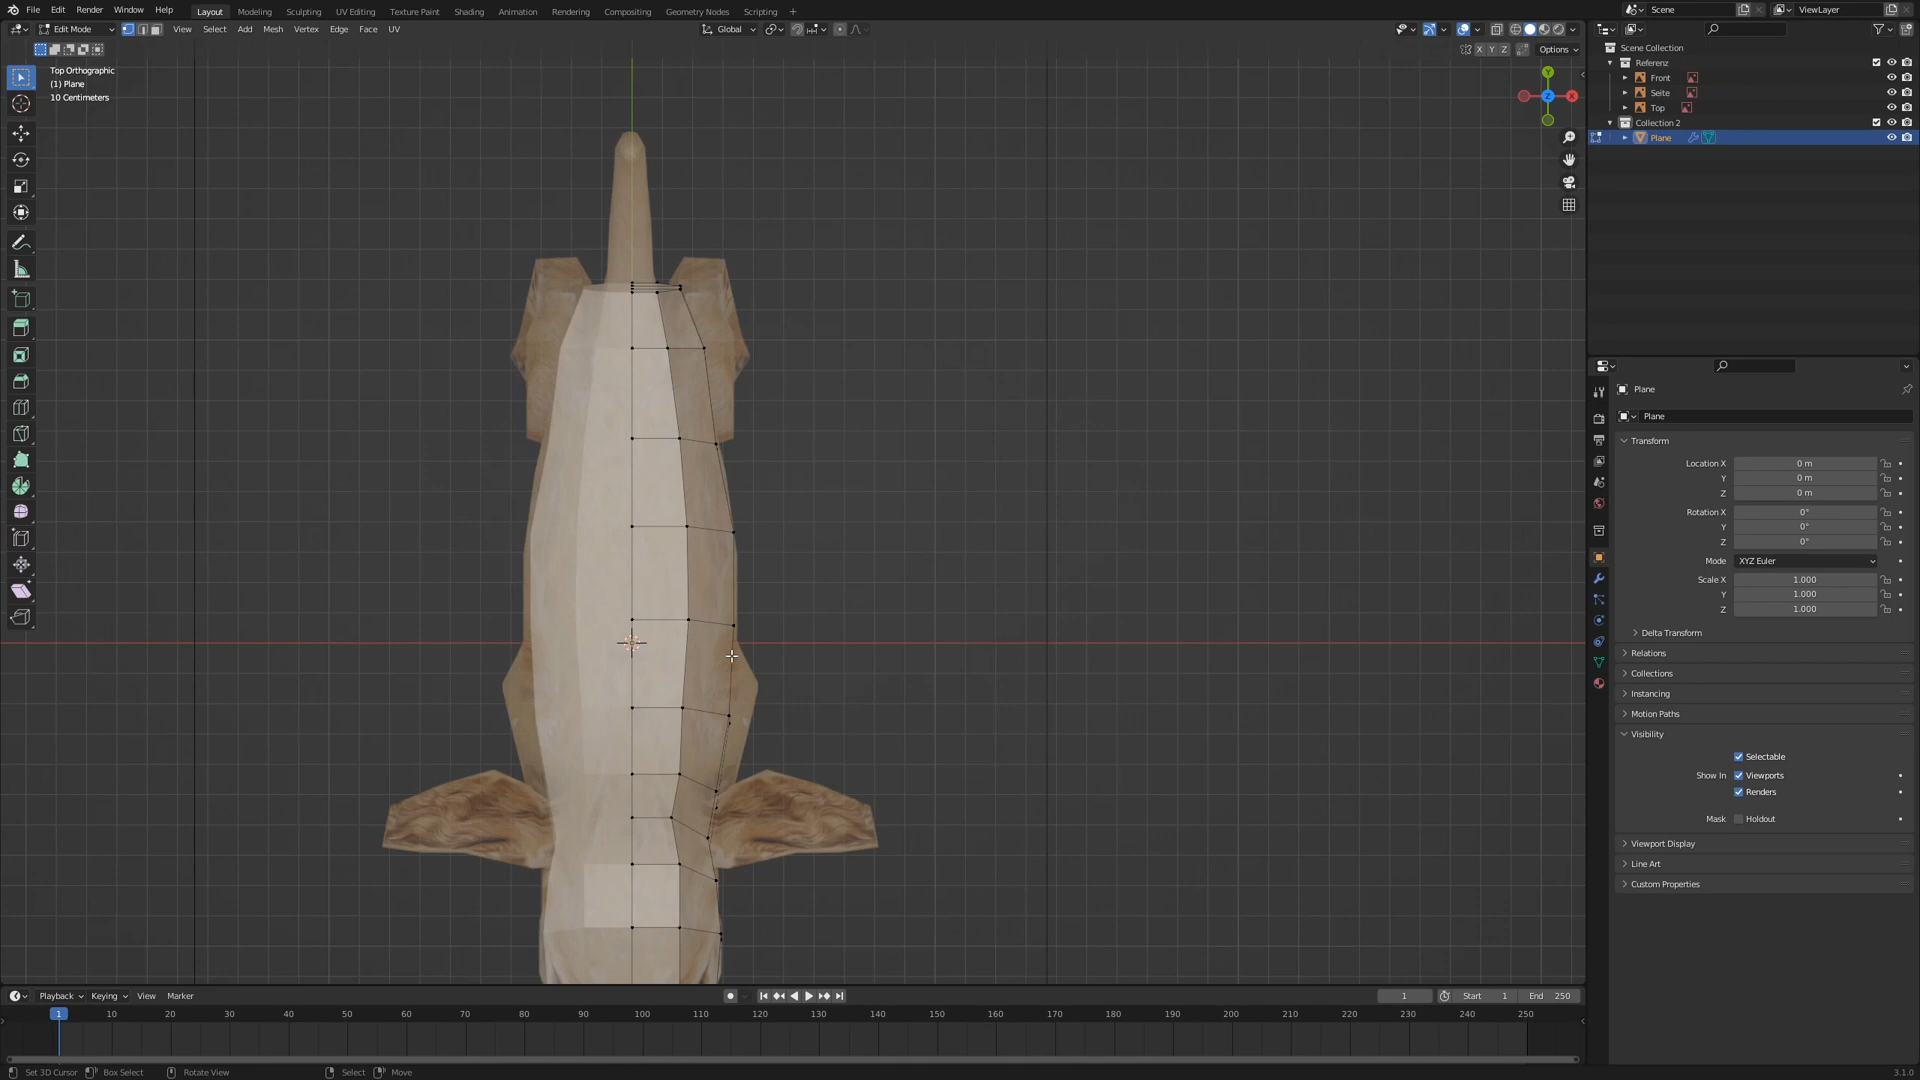 File Edit Render Window Help Layout Modeling Sculpting UV Editing Texture Paint Shading Animation Rendering Compositing Geometry Nodes Scripting + Scene ViewLayer
Edit Mode View Select Add Mesh Vertex Edge Face UV Global
X Y Z Options
Top Orthographic
(1) Plane
10 Centimeters
Y
Z
X
Scene Collection
Referenz
Front
Seite
Top
Collection 2
Plane
Plane
Plane
Transform
Location X 0 m
Y 0 m
Z 0 m
Rotation X 0°
Y 0°
Z 0°
Mode XYZ Euler
Scale X 1.000
Y 1.000
Z 1.000
Delta Transform
Relations
Collections
Instancing
Motion Paths
Visibility
Selectable
Show In Viewports
Renders
Mask Holdout
Viewport Display
Line Art
Custom Properties
Playback Keying View Marker 1 Start 1 End 250
1 10 20 30 40 50 60 70 80 90 100 110 120 130 140 150 160 170 180 190 200 210 220 230 240 250
Set 3D Cursor Box Select Rotate View Select Move 3.1.0